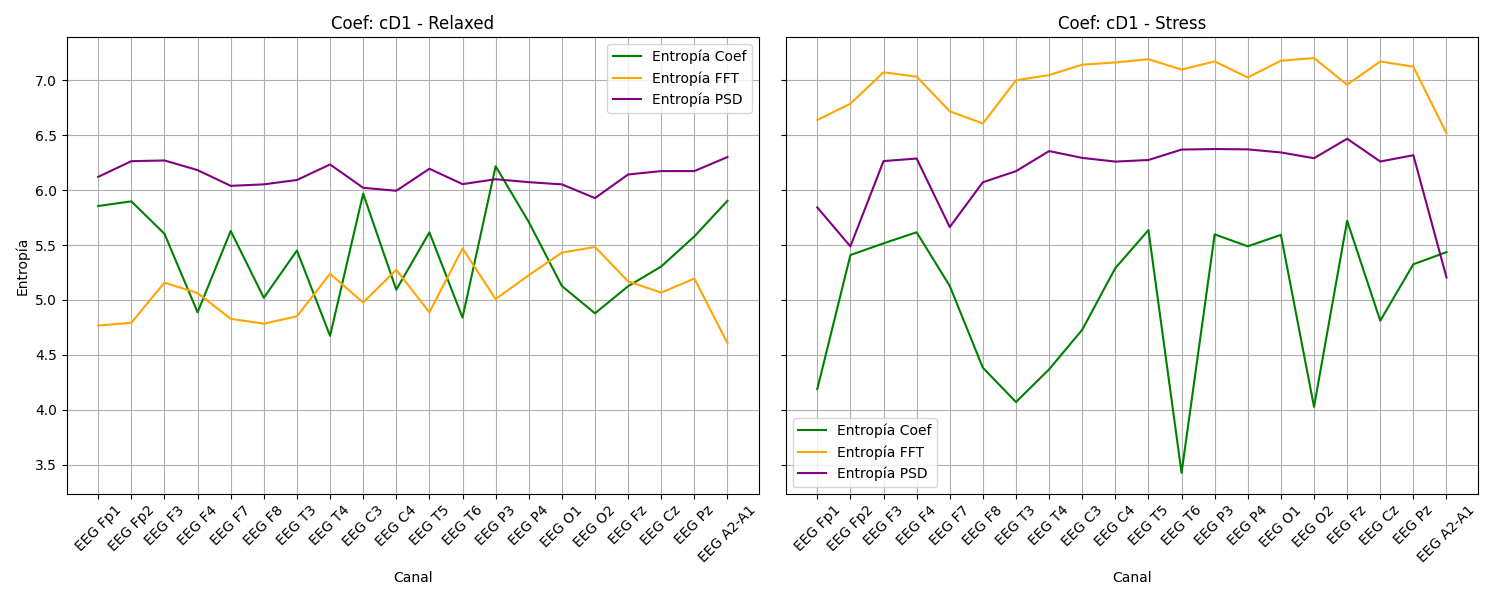 Coef: cD1 - Relaxed
Entropía
7.0
6.5
6.0
5.5
5.0
4.5
4.0
3.5
Entropía Coef
Entropía FFT
Entropía PSD
EEG Fp1
EEG Fp2
EEG F3
EEG F4
EEG F7
EEG F8
EEG T3
EEG T4
EEG C3
EEG C4
EEG T5
EEG T6
EEG P3
EEG P4
EEG O1
EEG O2
EEG Fz
EEG Cz
EEG Pz
EEG A2-A1
Canal
Coef: cD1 - Stress
Entropía Coef
Entropía FFT
Entropía PSD
EEG Fp1
EEG Fp2
EEG F3
EEG F4
EEG F7
EEG F8
EEG T3
EEG T4
EEG C3
EEG C4
EEG T5
EEG T6
EEG P3
EEG P4
EEG O1
EEG O2
EEG Fz
EEG Cz
EEG Pz
EEG A2-A1
Canal